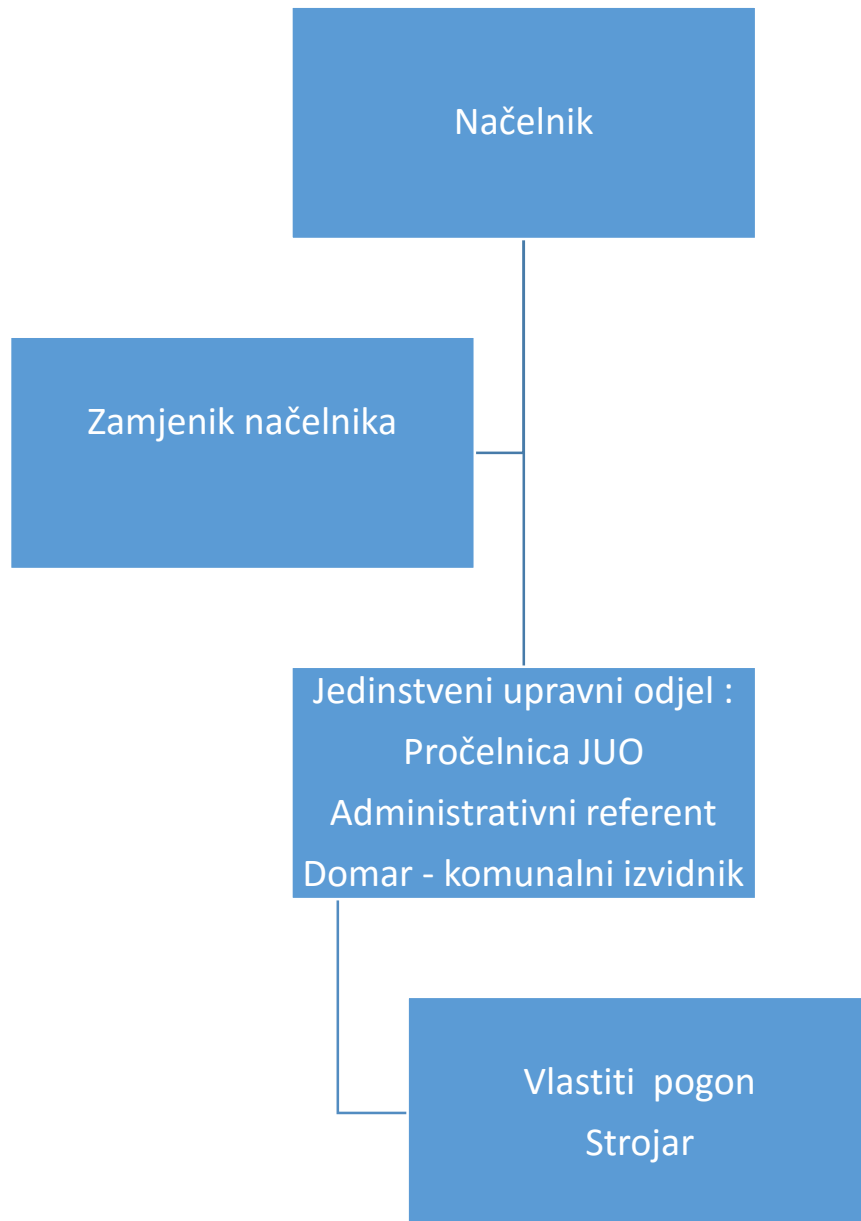 Načelnik
Zamjenik načelnika
Jedinstveni upravni odjel :
Pročelnica JUO
Administrativni referent
Domar - komunalni izvidnik
Vlastiti  pogon
Strojar